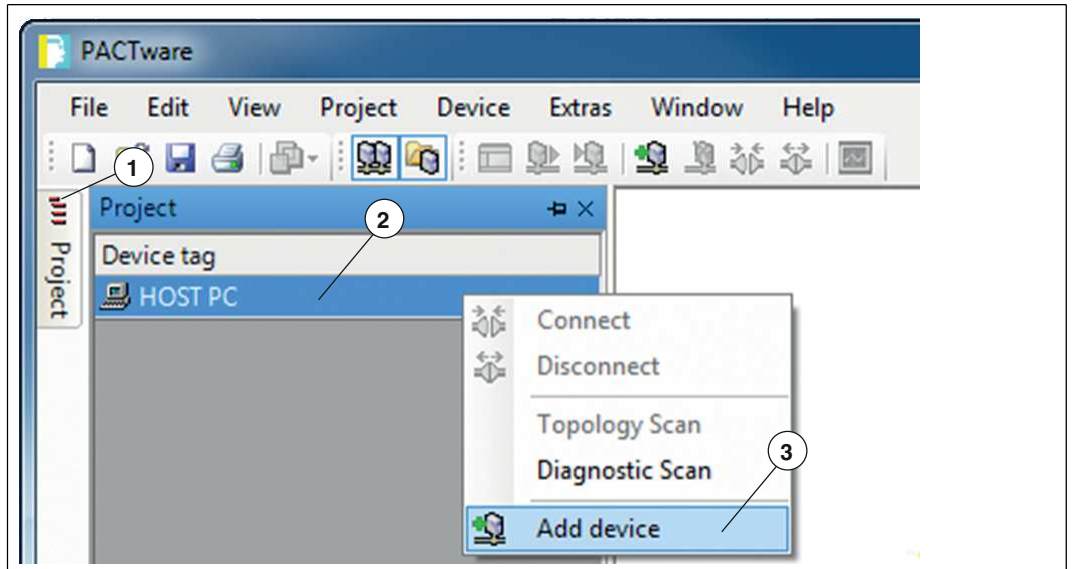 PACTware
File Edit View Project Device Extras Window Help
1
Project
2
Project
Device tag
HOST PC
Connect
Disconnect
Topology Scan
3
Diagnostic Scan
Add device